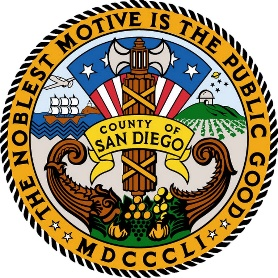 THE NOBLEST MOTIVE IS THE PUBLIC GOOD
COUNTY OF
SAN DIEGO
MDCCCLI